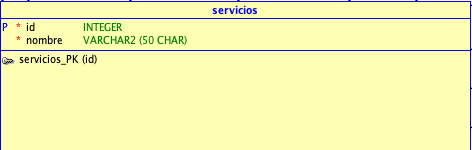 servicios
P * id INTEGER
* nombre VARCHAR2 (50 CHAR)
servicios_PK (id)